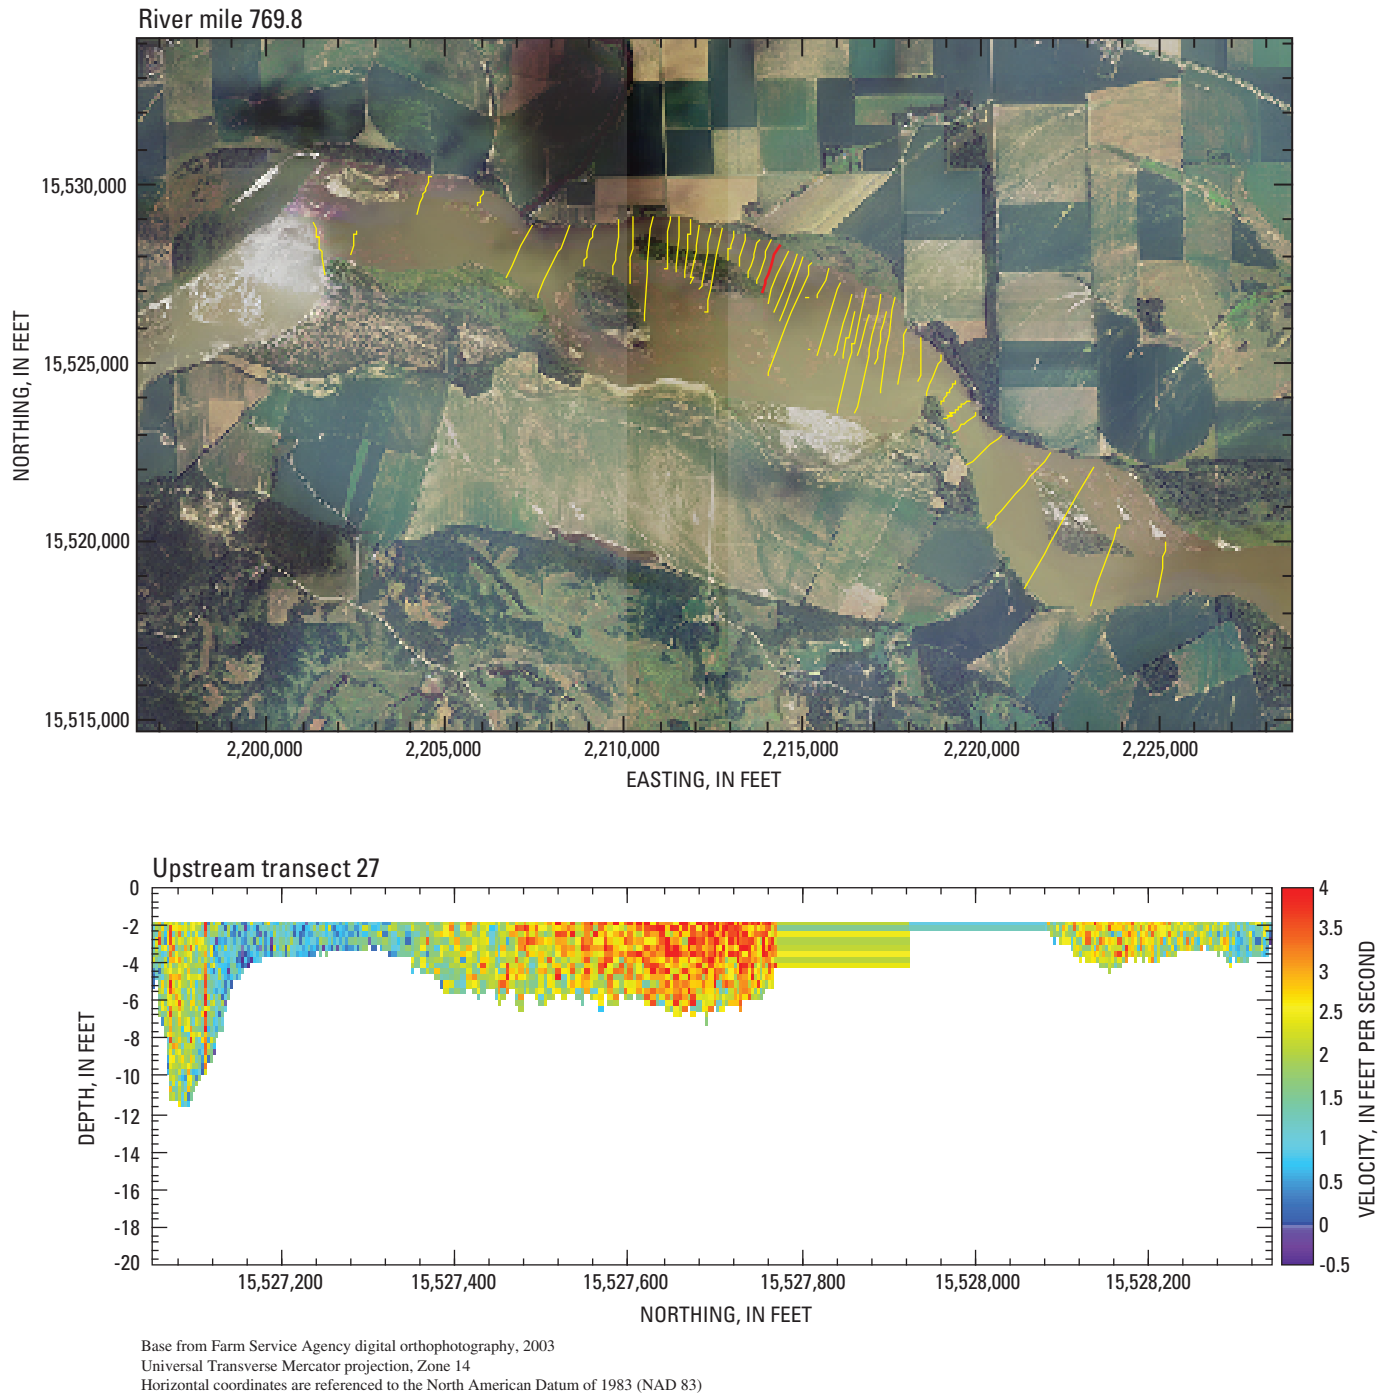 River mile 769.8
15,530,000
15,525,000
15,520,000
15,515,000
NORTHING, IN FEET
2,200,000 2,205,000 2,210,000 2,215,000 2,220,000 2,225,000
EASTING, IN FEET
Upstream transect 27
0
-2
-4
-6
-8
-10
-12
-14
-16
-18
-20
DEPTH, IN FEET
15,527,200 15,527,400 15,527,600 15,527,800 15,528,000 15,528,200
NORTHING, IN FEET
4
3.5
3
2.5
2
1.5
1
0.5
0
-0.5
VELOCITY, IN FEET PER SECOND
Base from Farm Service Agency digital orthophotography, 2003
Universal Transverse Mercator projection, Zone 14
Horizontal coordinates are referenced to the North American Datum of 1983 (NAD 83)